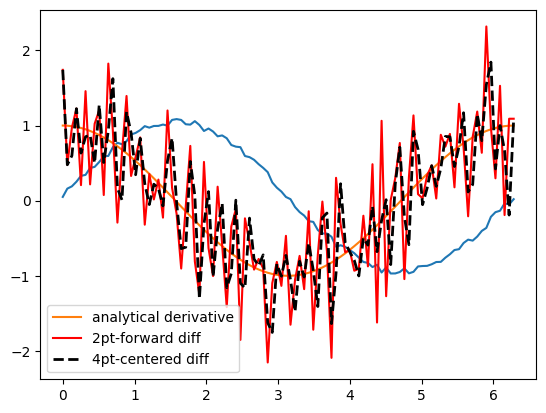 2
1
0
−1
−2
analytical derivative
2pt-forward diff
4pt-centered diff
0 1 2 3 4 5 6